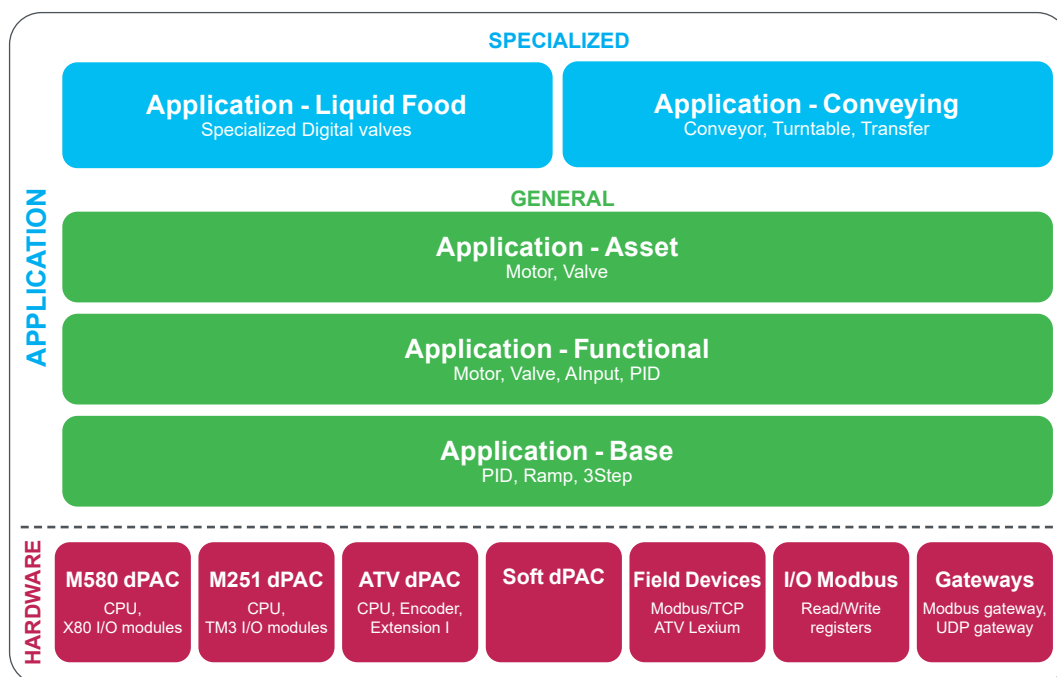 SPECIALIZED
Application - Liquid Food
Specialized Digital valves
Application - Conveying
Conveyor, Turntable, Transfer
APPLICATION
GENERAL
Application - Asset
Motor, Valve
Application - Functional
Motor, Valve, AInput, PID
Application - Base
PID, Ramp, 3Step
HARDWARE
M580 dPAC
CPU,
X80 I/O modules
M251 dPAC
CPU,
TM3 I/O modules
ATV dPAC
CPU, Encoder,
Extension I
Soft dPAC
Field Devices
Modbus/TCP
ATV Lexium
I/O Modbus
Read/Write
registers
Gateways
Modbus gateway,
UDP gateway